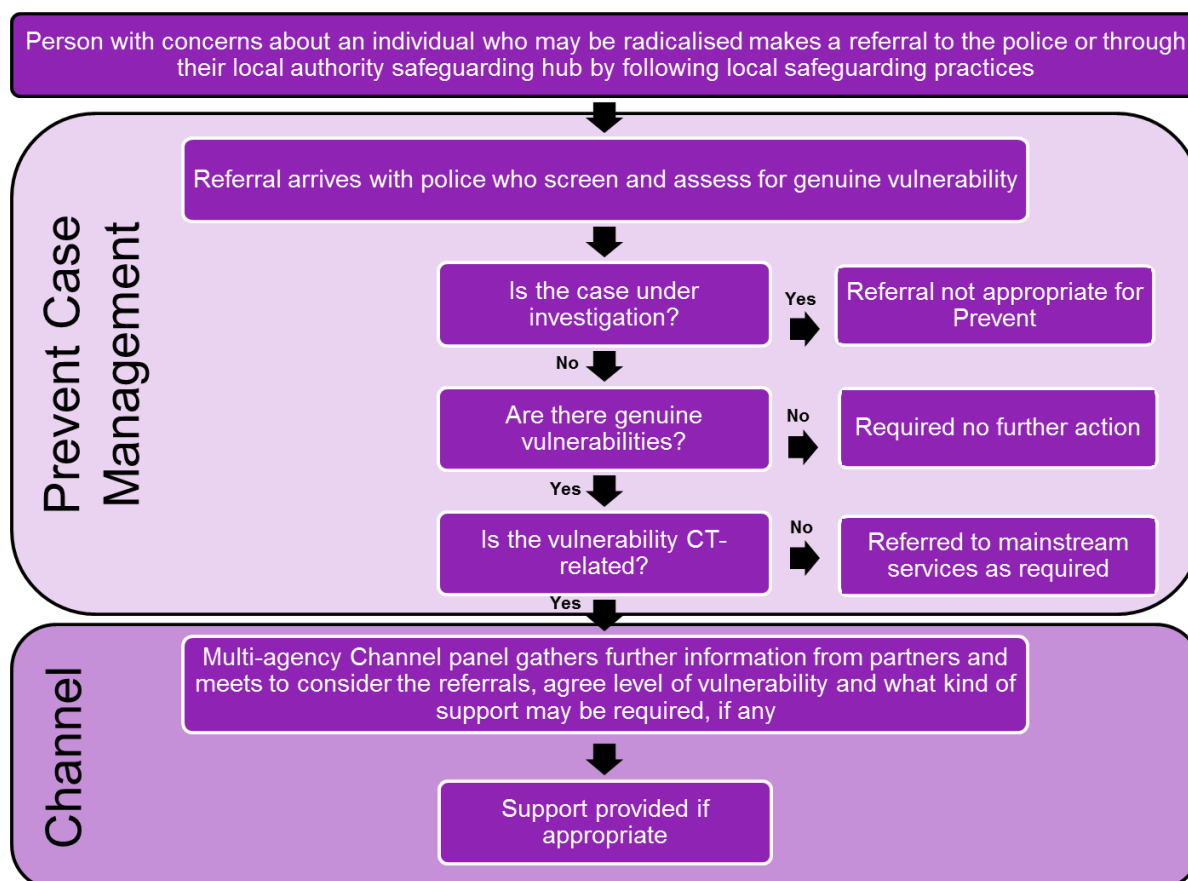 Person with concerns about an individual who may be radicalised makes a referral to the police or through
their local authority safeguarding hub by following local safeguarding practices
Prevent Case
Management
Referral arrives with police who screen and assess for genuine vulnerability
Is the case under
investigation?
Yes
Referral not appropriate for
Prevent
No
Are there genuine
vulnerabilities?
No
Required no further action
Yes
Is the vulnerability CT-
related?
No
Referred to mainstream
services as required
Yes
Channel
Multi-agency Channel panel gathers further information from partners and
meets to consider the referrals, agree level of vulnerability and what kind of
support may be required, if any
Support provided if
appropriate